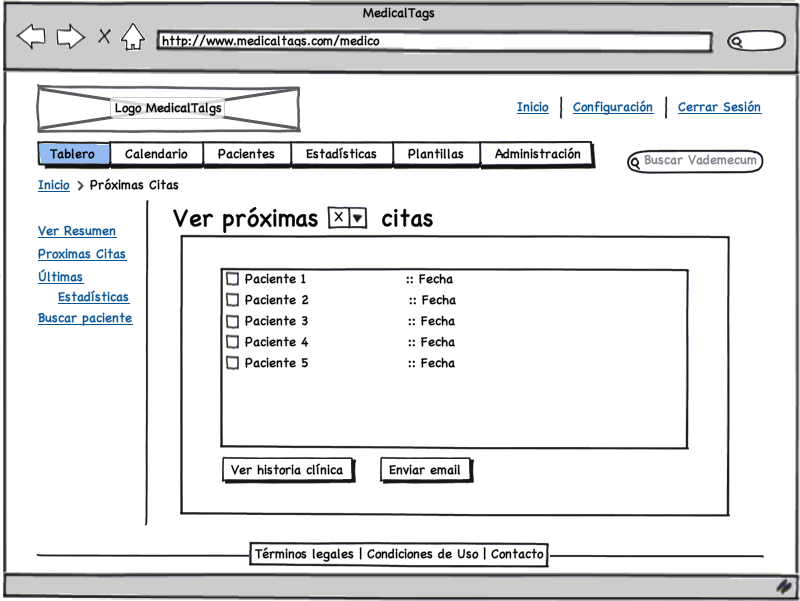 MedicalTags
http://www.medicaltags.com/medico
Logo MedicalTalgs
Inicio | Configuración | Cerrar Sesión
Tablero Calendario Pacientes Estadísticas Plantillas Administración
Buscar Vademecum
Inicio > Próximas Citas
Ver próximas X citas
Ver Resumen
Proximas Citas
Últimas
Estadísticas
Buscar paciente
Paciente 1 :: Fecha
Paciente 2 :: Fecha
Paciente 3 :: Fecha
Paciente 4 :: Fecha
Paciente 5 :: Fecha
Ver historia clínica Enviar email
Términos legales | Condiciones de Uso | Contacto